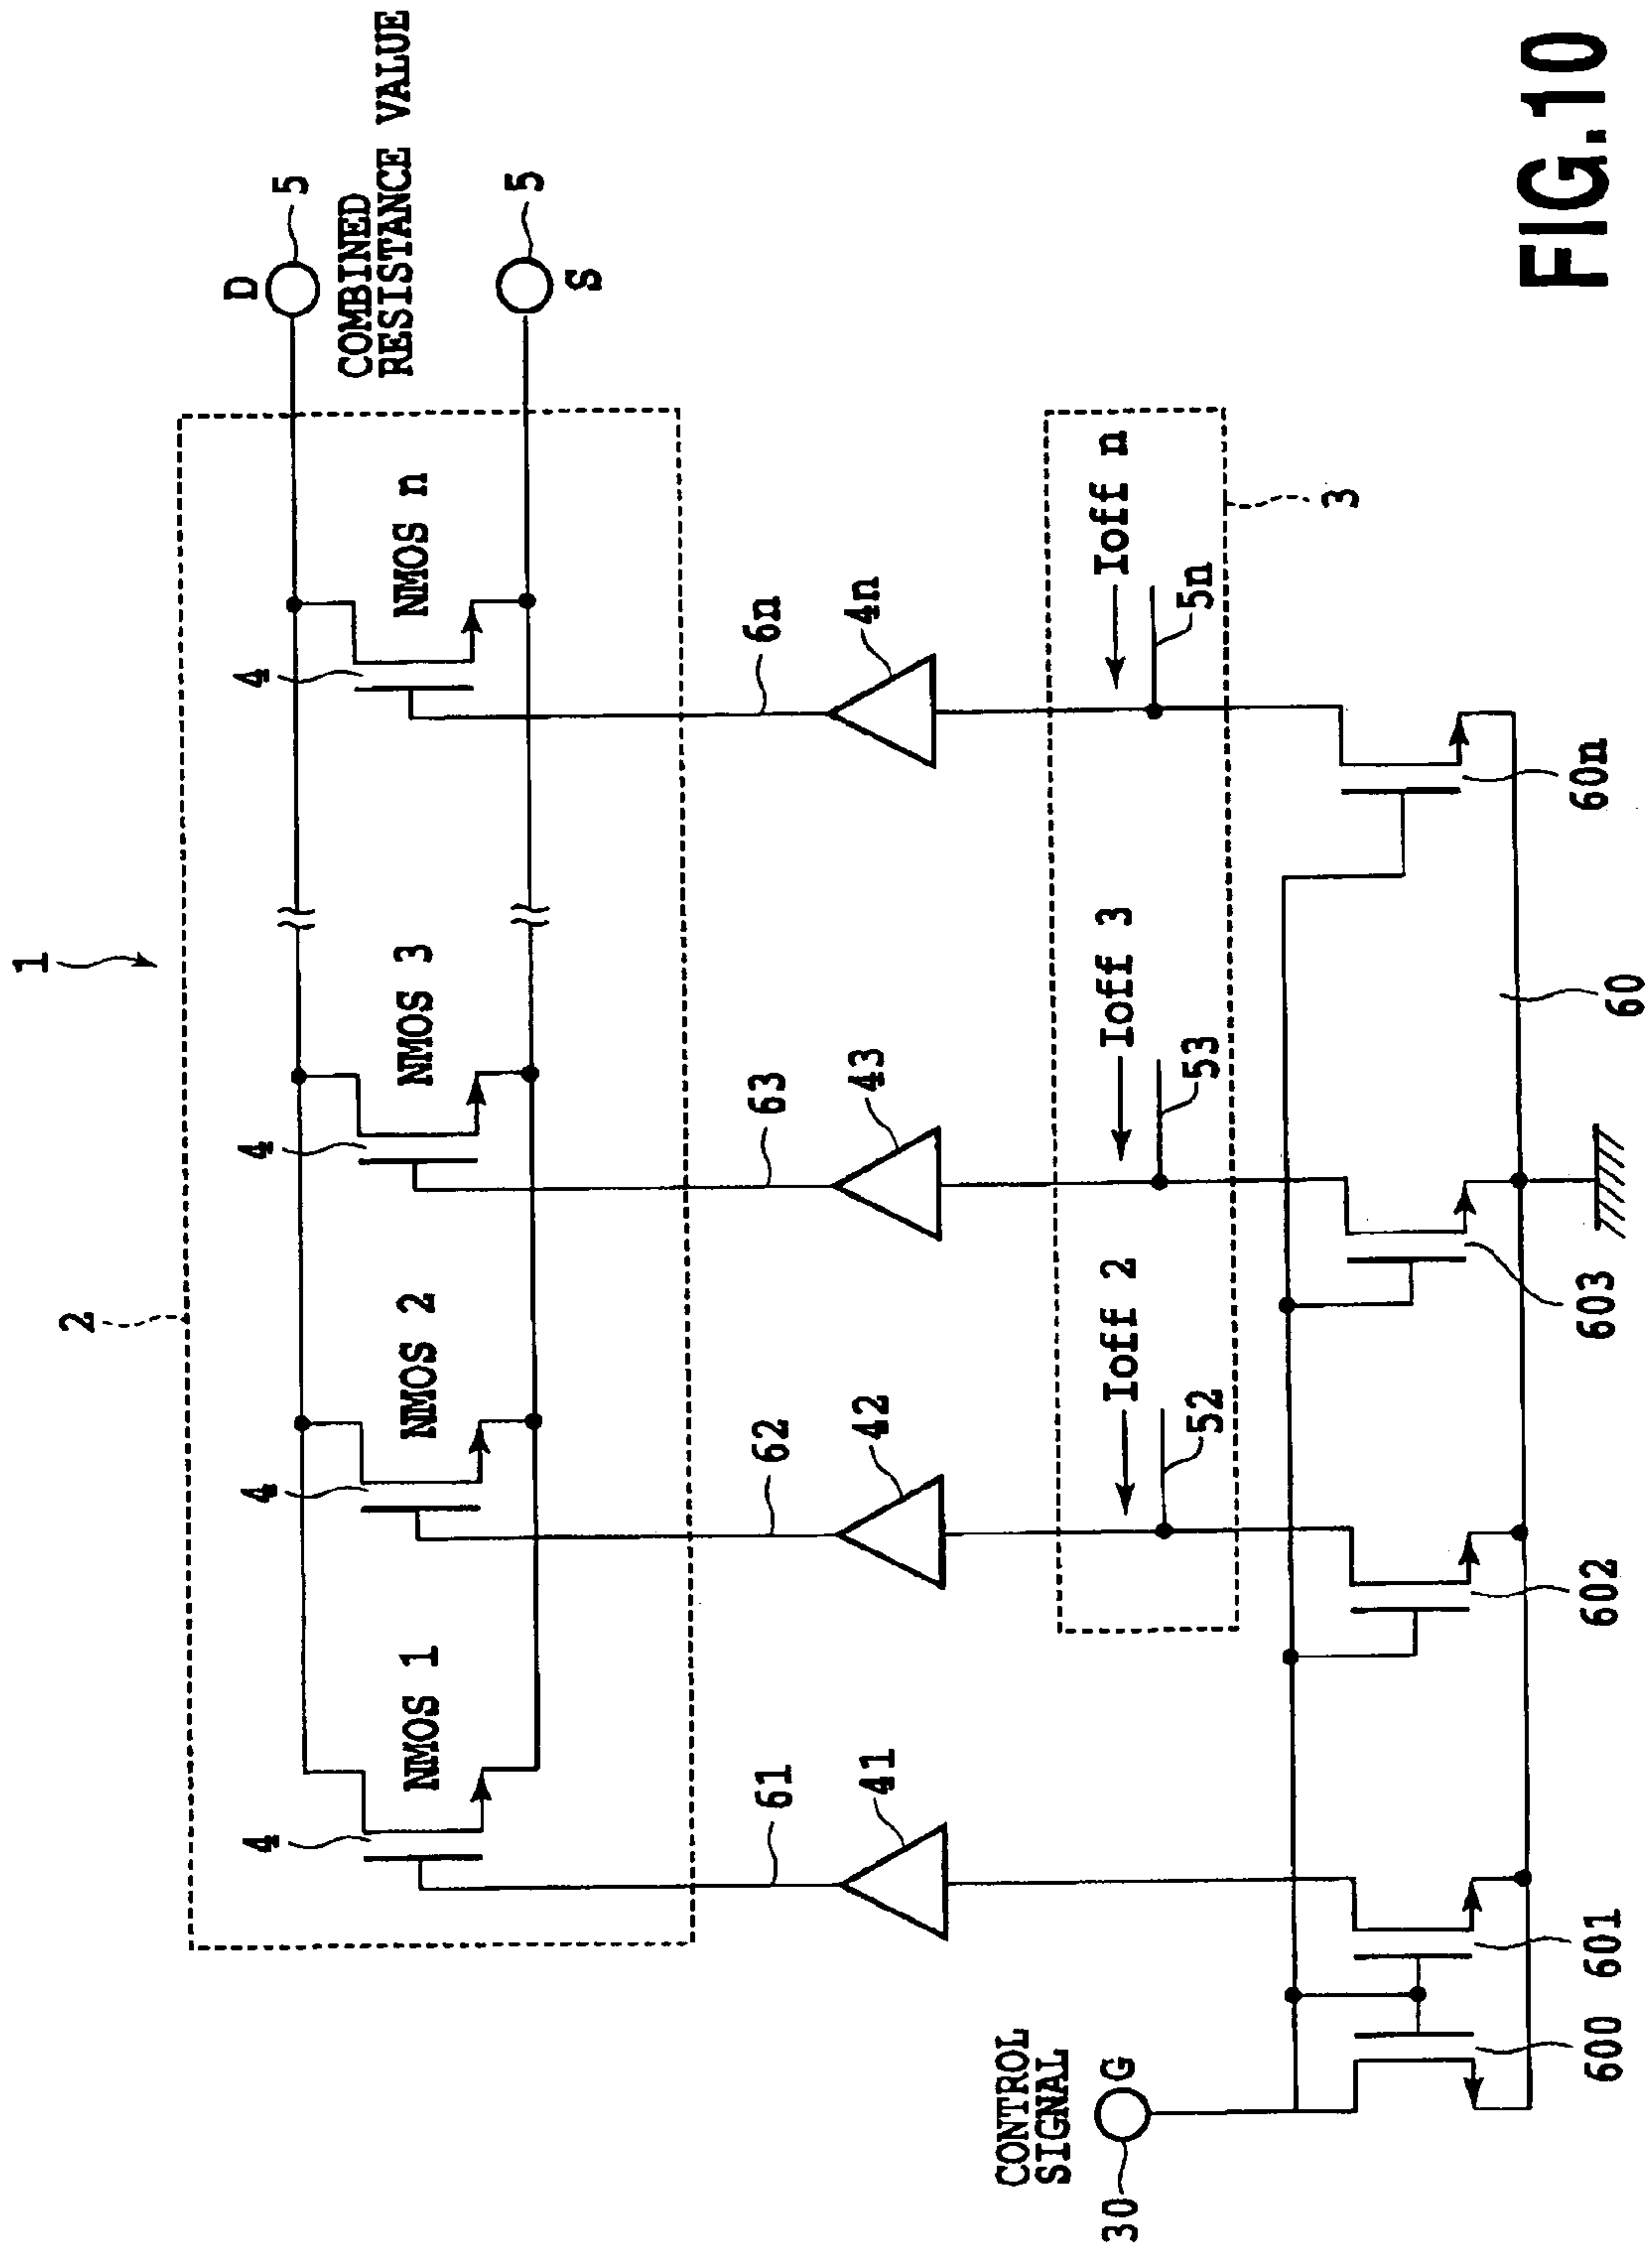 1
2
D
5
COMBINED
RESISTANCE VALUE
5
S
4
NMOS 1
4
NMOS 2
4
NMOS 3
4
NMOS n
61
62
63
6n
41
42
43
4n
Ioff 2
Ioff 3
Ioff n
52
53
5n
3
CONTROL
SIGNAL
30
G
600
601
602
603
60
60n
FIG.10